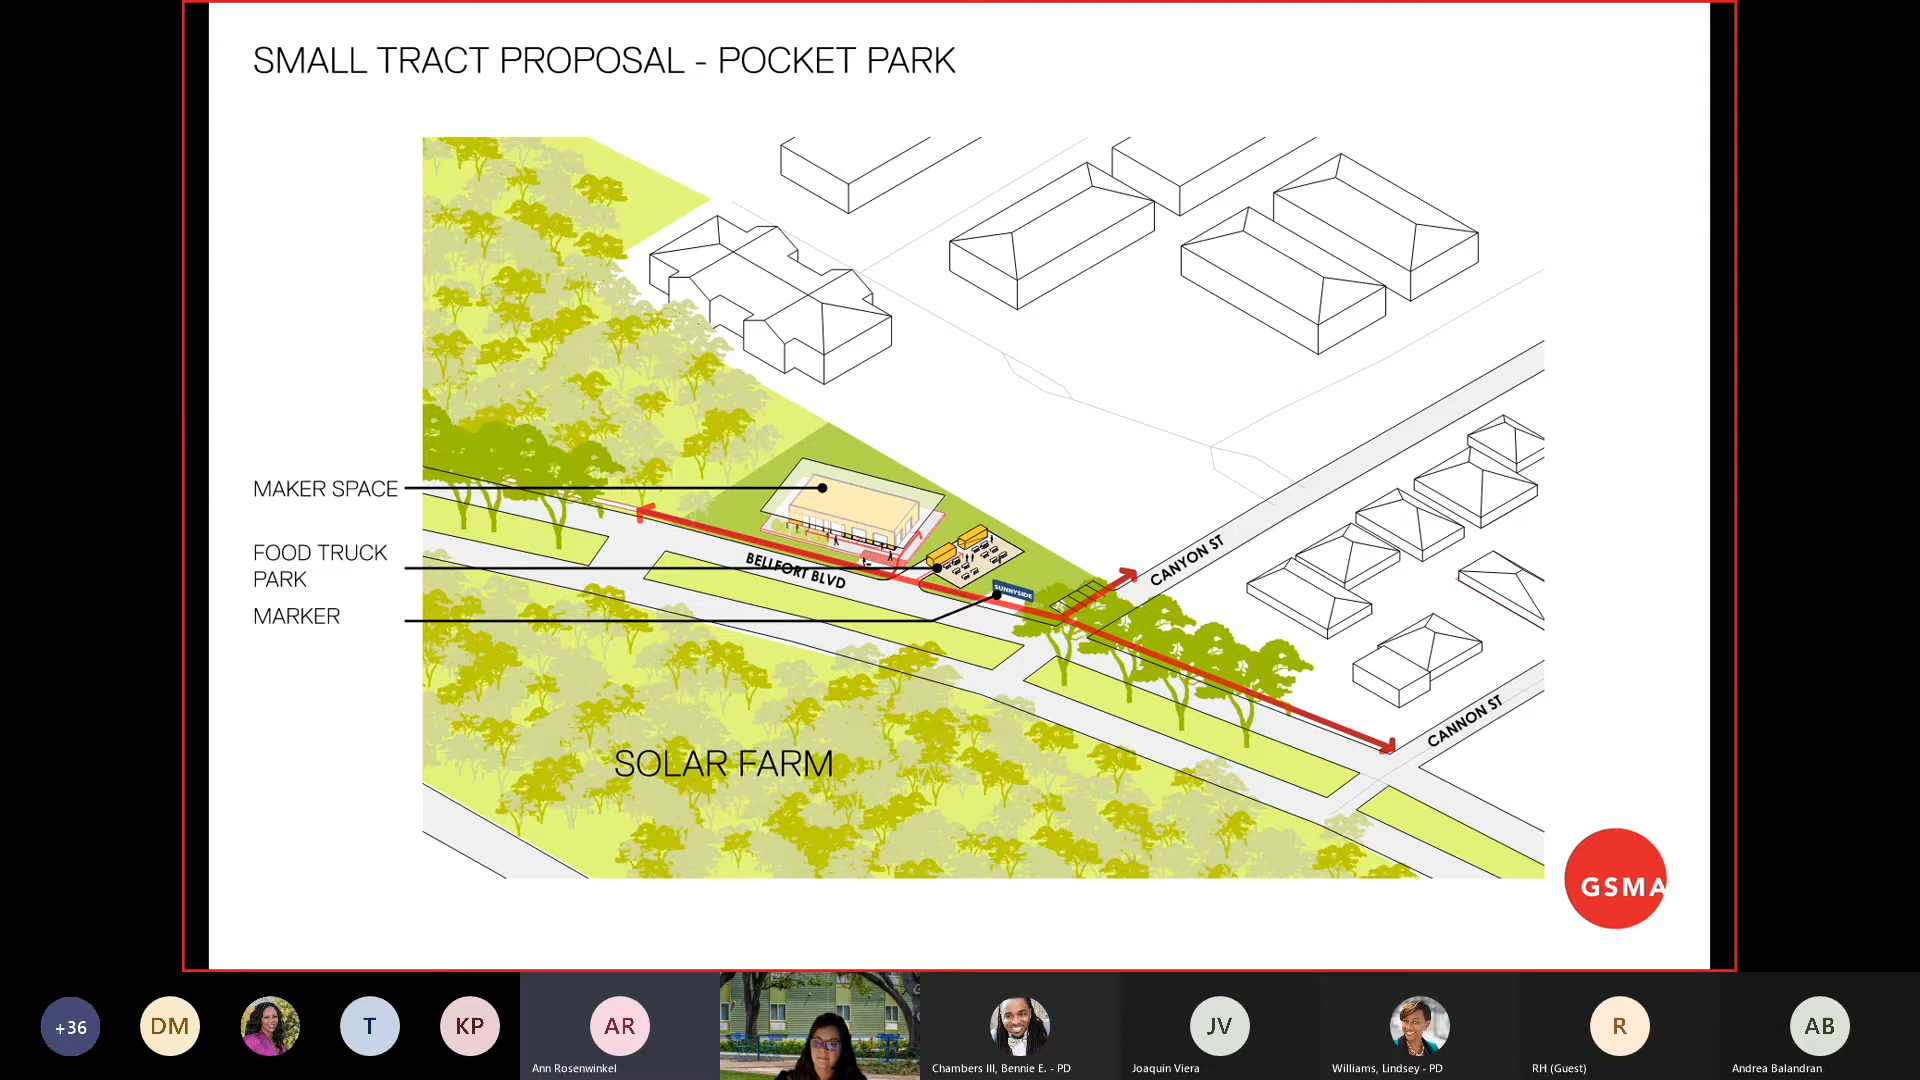 SMALL TRACT PROPOSAL - POCKET PARK
MAKER SPACE
FOOD TRUCK
PARK
MARKER
BELLFORT BLVD
SUNNYSIDE
CANYON ST
CANNON ST
SOLAR FARM
GSMA
+36
DM
T
KP
AR
Ann Rosenwinkel
Chambers III, Bennie E. - PD
JV
Joaquin Viera
Williams, Lindsey - PD
R
RH (Guest)
AB
Andrea Balandran